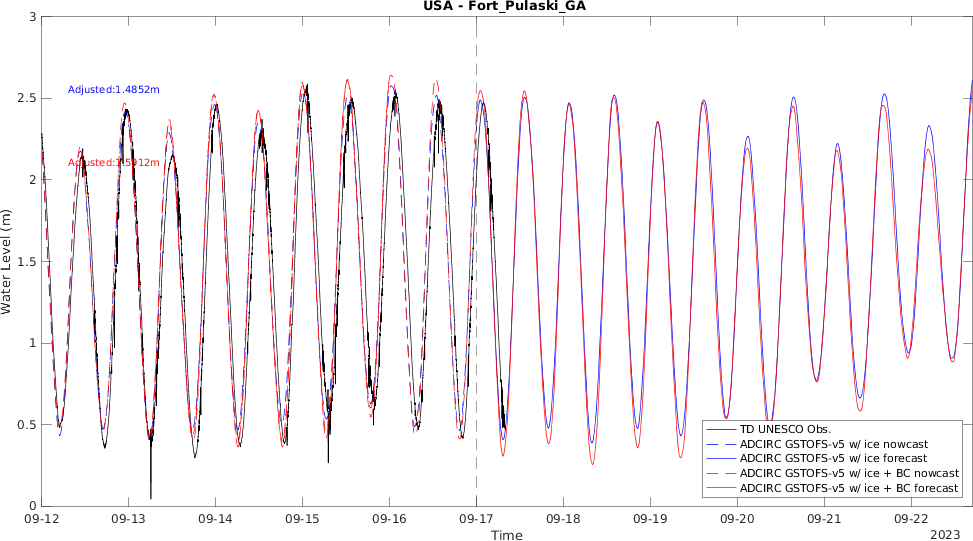 USA - Fort_Pulaski_GA
3
2.5
2
1.5
1
0.5
0
Water Level (m)
Adjusted:1.4852m
Adjusted:1.5912m
TD UNESCO Obs.
ADCIRC GSTOFS-v5 w/ ice nowcast
ADCIRC GSTOFS-v5 w/ ice forecast
ADCIRC GSTOFS-v5 w/ ice + BC nowcast
ADCIRC GSTOFS-v5 w/ ice + BC forecast
09-12 09-13 09-14 09-15 09-16 09-17 09-18 09-19 09-20 09-21 09-22
Time
2023